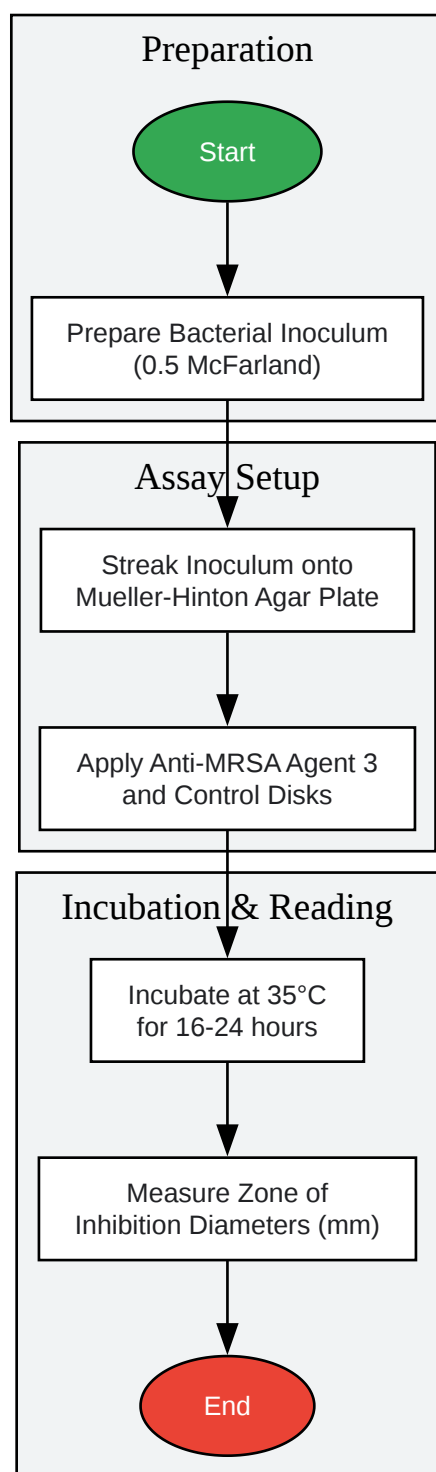 Preparation
Start
Prepare Bacterial Inoculum
(0.5 McFarland)
Assay Setup
Streak Inoculum onto
Mueller-Hinton Agar Plate
Apply Anti-MRSA Agent 3
and Control Disks
Incubation & Reading
Incubate at 35°C
for 16-24 hours
Measure Zone of
Inhibition Diameters (mm)
End